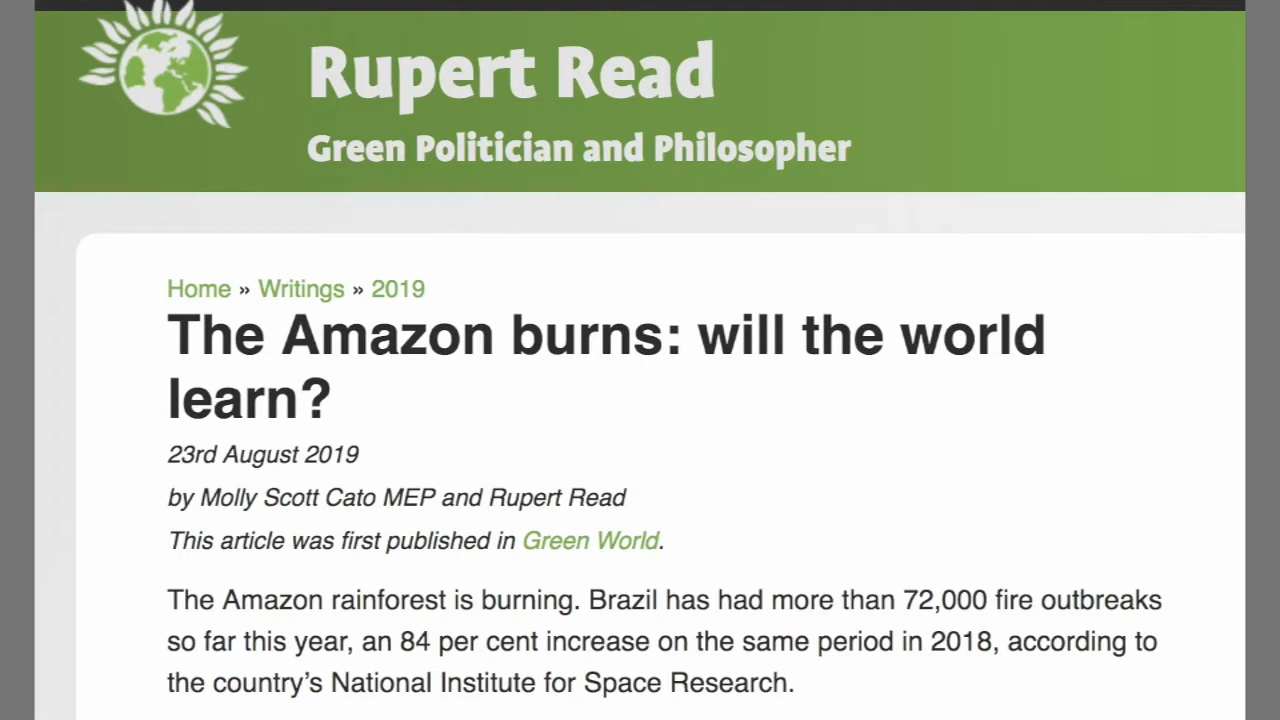 Rupert Read
Green Politician and Philosopher
Home » Writings » 2019
The Amazon burns: will the world
learn?
23rd August 2019
by Molly Scott Cato MEP and Rupert Read
This article was first published in Green World.
The Amazon rainforest is burning. Brazil has had more than 72,000 fire outbreaks
so far this year, an 84 per cent increase on the same period in 2018, according to
the country’s National Institute for Space Research.